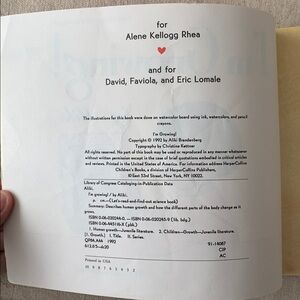 for
Alene Kellogg Rhea
and for
David, Faviola, and Eric Lomale
The illustrations for this book were done on watercolor board using ink, watercolors, and pencil
crayons.
I'm Growing!
Copyright © 1992 by Aliki Brandenberg
Typography by Christine Kettner
All rights reserved. No part of this book may be used or reproduced in any manner whatsoever
without written permission except in the case of brief quotations embodied in critical articles
and reviews. Printed in the United States of America. For information address HarperCollins
Children's Books, a division of HarperCollins Publishers,
10 East 53rd Street, New York, NY 10022.
Library of Congress Cataloging-in-Publication Data
Aliki.
I'm growing! / by Aliki.
p. cm.—(Let's-read-and-find-out science book)
Summary: Describes human growth and how the different parts of the body change as it
grows.
ISBN 0-06-020244-0. — ISBN 0-06-020245-9 (lib. bdg.)
ISBN 0-06-445116-X (pbk.)
1. Human growth—Juvenile literature. 2. Children—Growth—Juvenile literature.
[1. Growth.] I. Title. II. Series.
QP84.A44 1992
612.6'5—dc20
91-14087
CIP
AC
Printed in USA